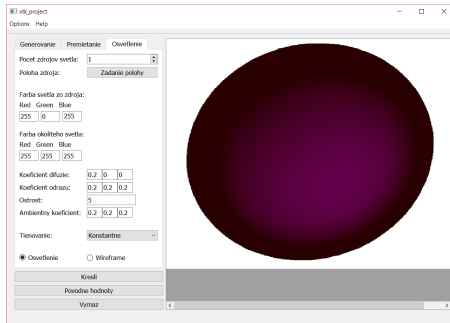 vtk_project
Options Help
Generovanie Premietanie Osvetlenie
Pocet zdrojov svetla: 1
Poloha zdroja: Zadanie polohy
Farba svetla zo zdroja:
Red Green Blue
255 0 255
Farba okoliteho svetla:
Red Green Blue
255 255 255
Koeficient difuzie: 0.2 0 0
Koeficient odrazu: 0.2 0.2 0.2
Ostrost: 5
Ambientny koeficient: 0.2 0.2 0.2
Tienovanie: Konstantne
Osvetlenie Wireframe
Kresli
Povodne hodnoty
Vymaz